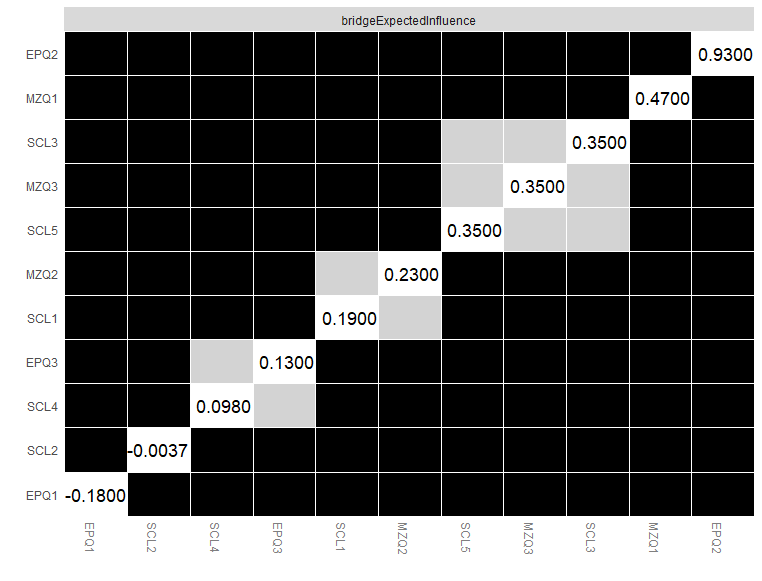 bridgeExpectedInfluence
EPQ2 0.9300
MZQ1 0.4700
SCL3 0.3500
MZQ3 0.3500
SCL5 0.3500
MZQ2 0.2300
SCL1 0.1900
EPQ3 0.1300
SCL4 0.0980
SCL2 -0.0037
EPQ1 -0.1800
EPQ1 SCL2 SCL4 EPQ3 SCL1 MZQ2 SCL5 MZQ3 SCL3 MZQ1 EPQ2